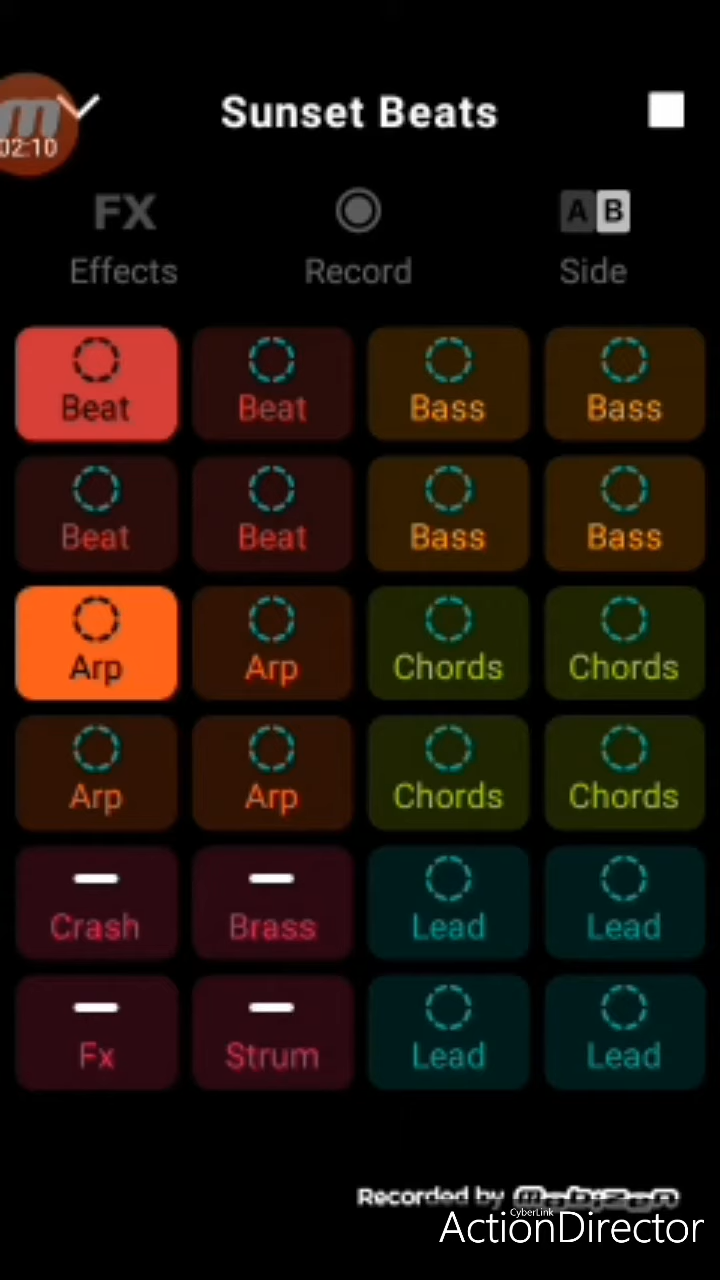 Sunset Beats
m
02:10
FX
A B
Effects Record Side
Beat Beat Bass Bass
Beat Beat Bass Bass
Arp Arp Chords Chords
Arp Arp Chords Chords
Crash Brass Lead Lead
Fx Strum Lead Lead
Recorded by mobizen
CyberLink
ActionDirector